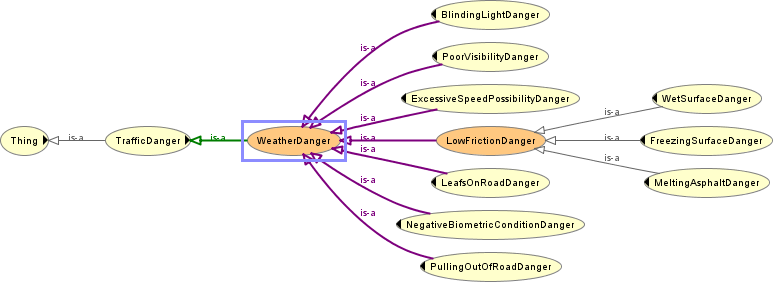 BlindingLightDanger
is-a
PoorVisibilityDanger
is-a
ExcessiveSpeedPossibilityDanger
is-a
WetSurfaceDanger
is-a
Thing
is-a
TrafficDanger
is-a
WeatherDanger
is-a
LowFrictionDanger
is-a
FreezingSurfaceDanger
is-a
LeafsOnRoadDanger
is-a
MeltingAsphaltDanger
is-a
NegativeBiometricConditionDanger
is-a
PullingOutOfRoadDanger